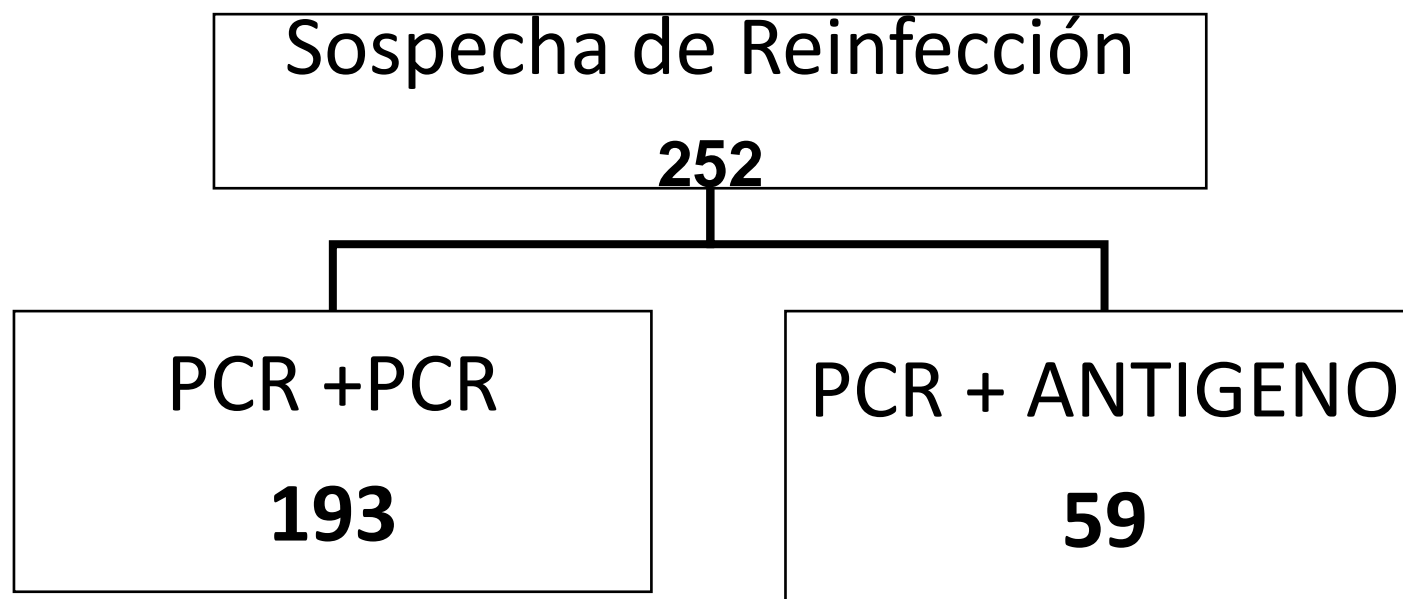 Sospecha de Reinfección
252
PCR +PCR
193
PCR + ANTIGENO
59